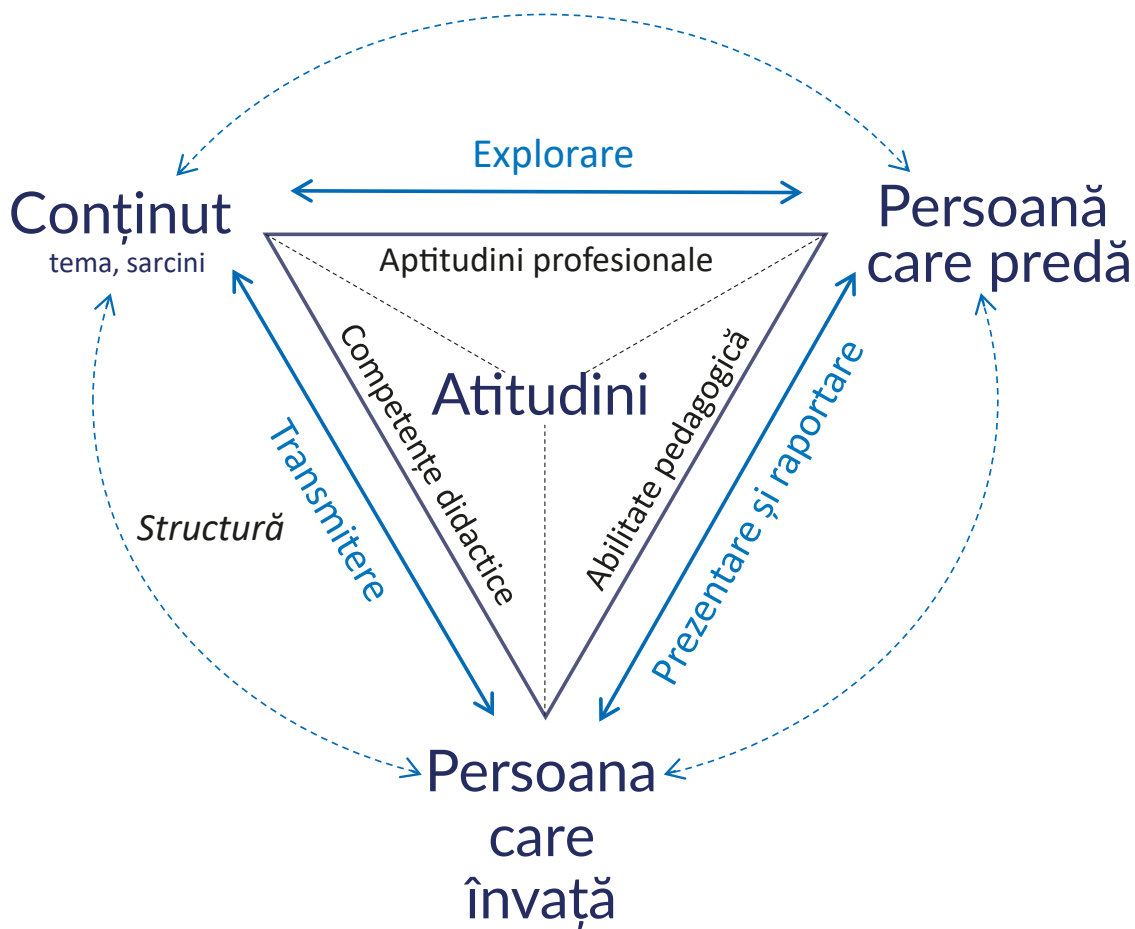 Explorare
Conținut
tema, sarcini
Persoană
care predă
Aptitudini profesionale
Competențe didactice
Atitudini
Abilitate pedagogică
Transmitere
Prezentare și raportare
Structură
Persoana
care
învață